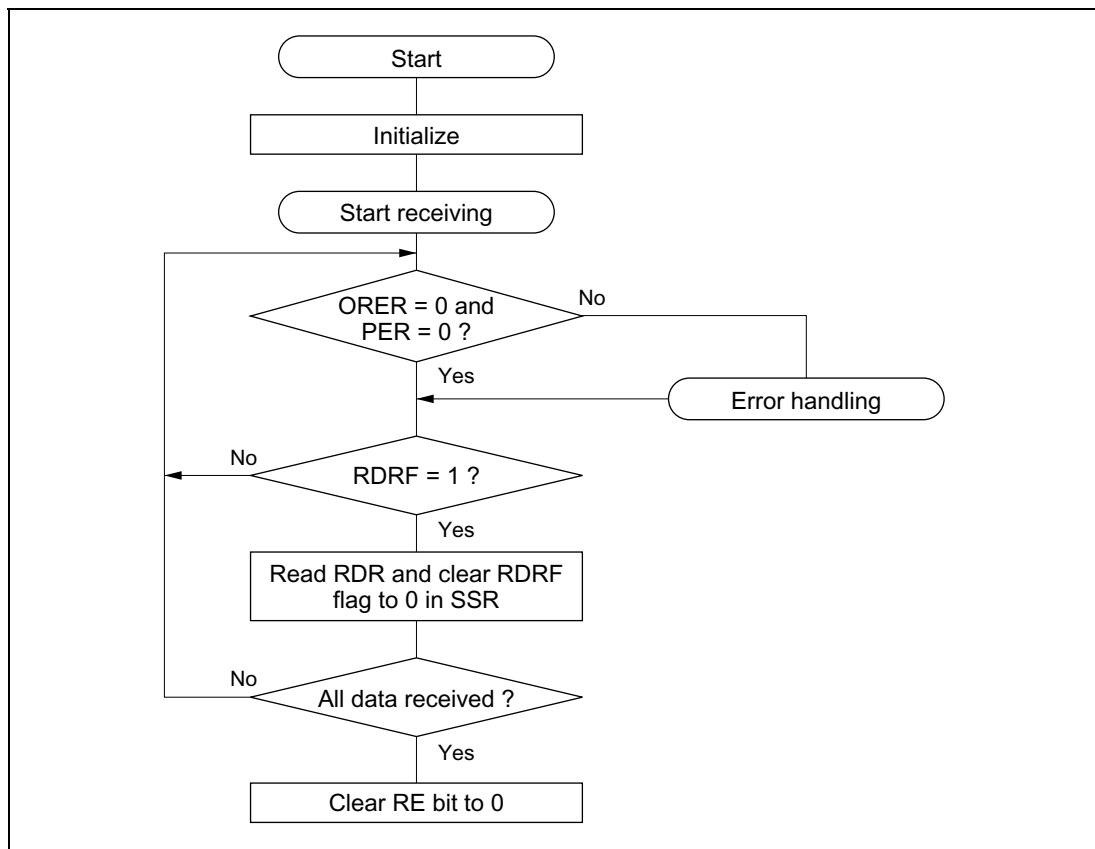 Start
Initialize
Start receiving
ORER = 0 and
PER = 0 ?
No
Yes
Error handling
No
RDRF = 1 ?
Yes
Read RDR and clear RDRF
flag to 0 in SSR
No
All data received ?
Yes
Clear RE bit to 0